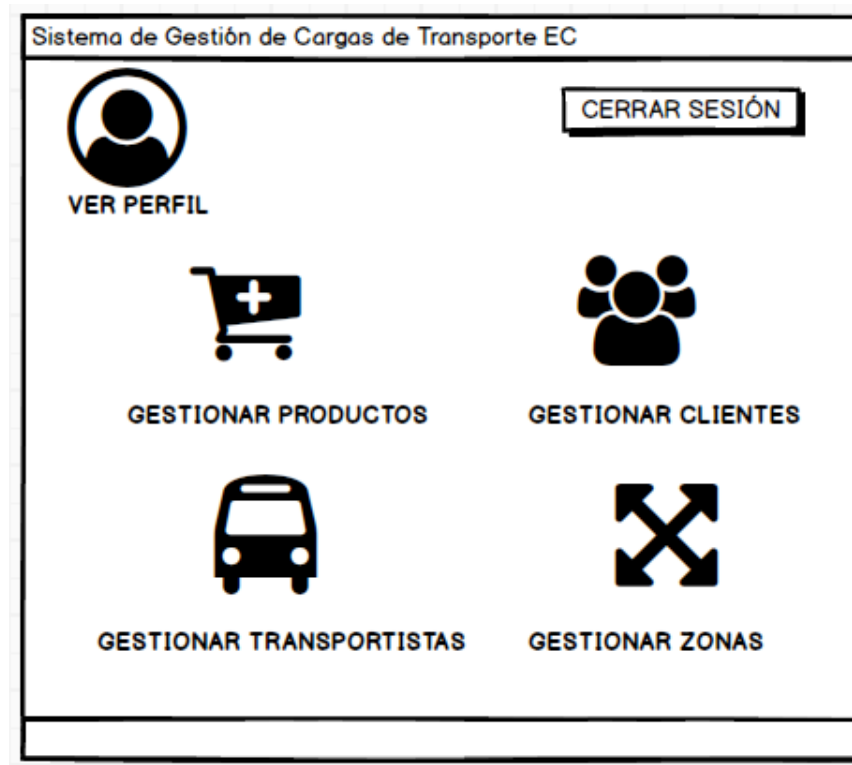 Sistema de Gestión de Cargas de Transporte EC
CERRAR SESIÓN
VER PERFIL
GESTIONAR PRODUCTOS
GESTIONAR CLIENTES
GESTIONAR TRANSPORTISTAS
GESTIONAR ZONAS